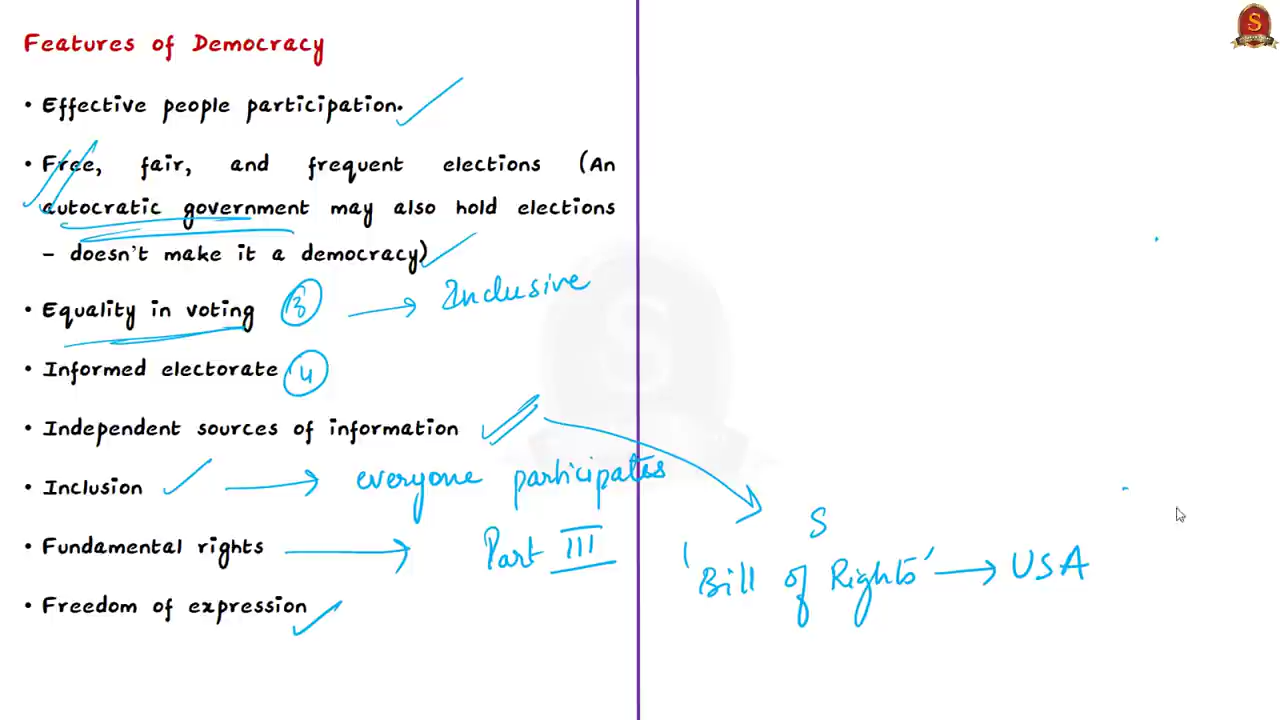 Features of Democracy
• Effective people participation.
• Free, fair, and frequent elections (An
autocratic government may also hold elections
- doesn't make it a democracy)
• Equality in voting 3 → Inclusive
• Informed electorate 4
• Independent sources of information
• Inclusion → everyone participates
• Fundamental rights → Part III
• Freedom of expression
S
S
'Bill of Rights' → USA